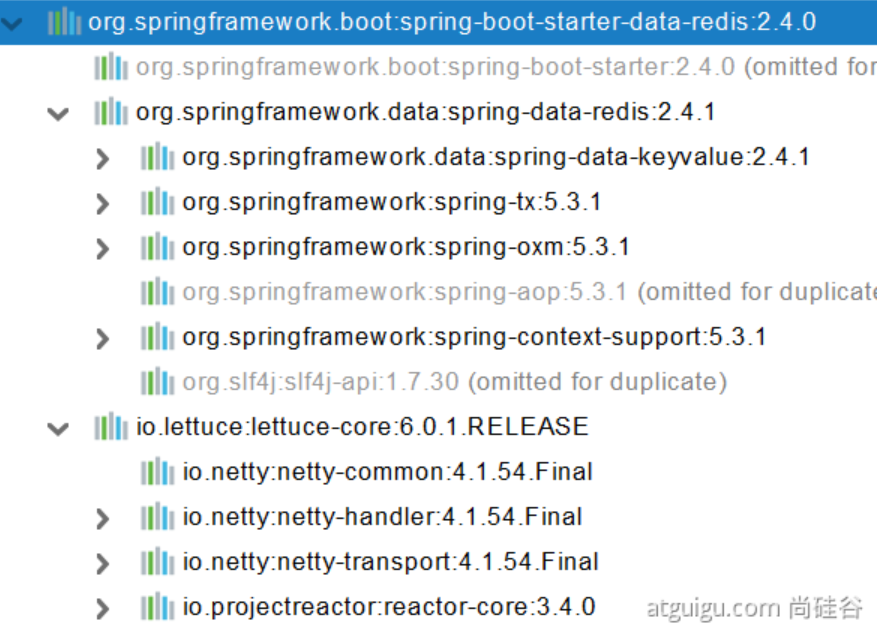 org.springframework.boot:spring-boot-starter-data-redis:2.4.0
org.springframework.boot:spring-boot-starter:2.4.0 (omitted for
org.springframework.data:spring-data-redis:2.4.1
org.springframework.data:spring-data-keyvalue:2.4.1
org.springframework:spring-tx:5.3.1
org.springframework:spring-oxm:5.3.1
org.springframework:spring-aop:5.3.1 (omitted for duplicate
org.springframework:spring-context-support:5.3.1
org.slf4j:slf4j-api:1.7.30 (omitted for duplicate)
io.lettuce:lettuce-core:6.0.1.RELEASE
io.netty:netty-common:4.1.54.Final
io.netty:netty-handler:4.1.54.Final
io.netty:netty-transport:4.1.54.Final
io.projectreactor:reactor-core:3.4.0
atguigu.com 尚硅谷